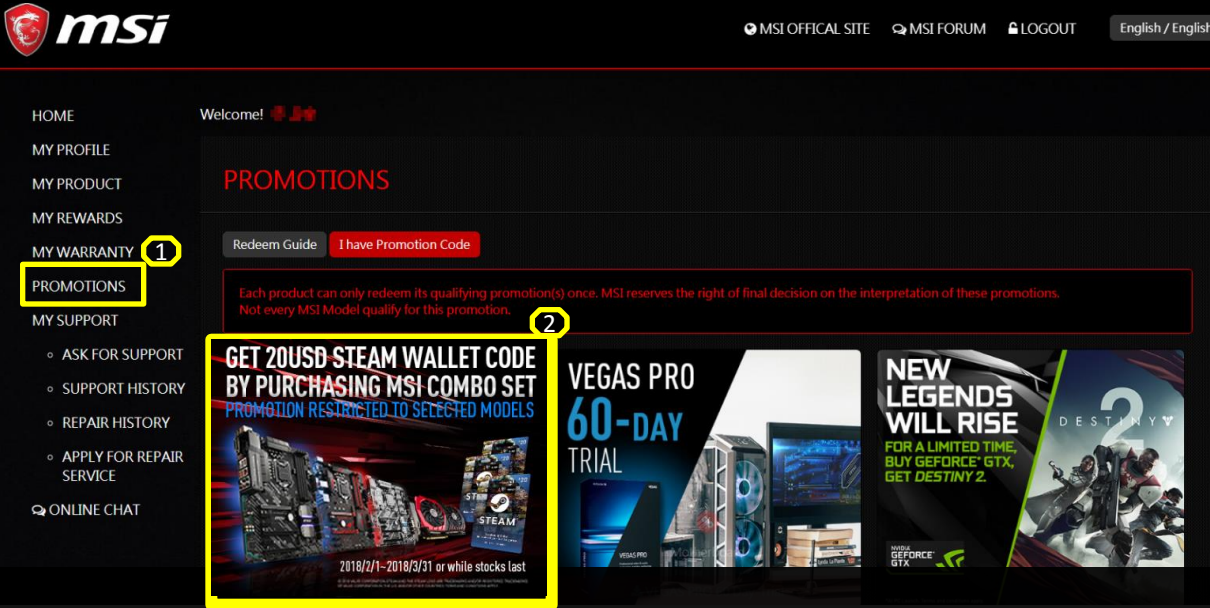 msi
MSI OFFICAL SITE
MSI FORUM
LOGOUT
English / English
HOME
MY PROFILE
MY PRODUCT
MY REWARDS
MY WARRANTY
1
PROMOTIONS
MY SUPPORT
ASK FOR SUPPORT
SUPPORT HISTORY
REPAIR HISTORY
APPLY FOR REPAIR
SERVICE
ONLINE CHAT
Welcome!
PROMOTIONS
Redeem Guide
I have Promotion Code
Each product can only redeem its qualifying promotion(s) once. MSI reserves the right of final decision on the interpretation of these promotions.
Not every MSI Model qualify for this promotion.
2
GET 20USD STEAM WALLET CODE
BY PURCHASING MSI COMBO SET
PROMOTION RESTRICTED TO SELECTED MODELS
STEAM
2018/2/1~2018/3/31 or while stocks last
VEGAS PRO
60-DAY
TRIAL
VEGAS PRO
NEW
LEGENDS
WILL RISE
FOR A LIMITED TIME,
BUY GEFORCE® GTX,
GET DESTINY 2.
NVIDIA
GEFORCE®
GTX
2
DESTINY